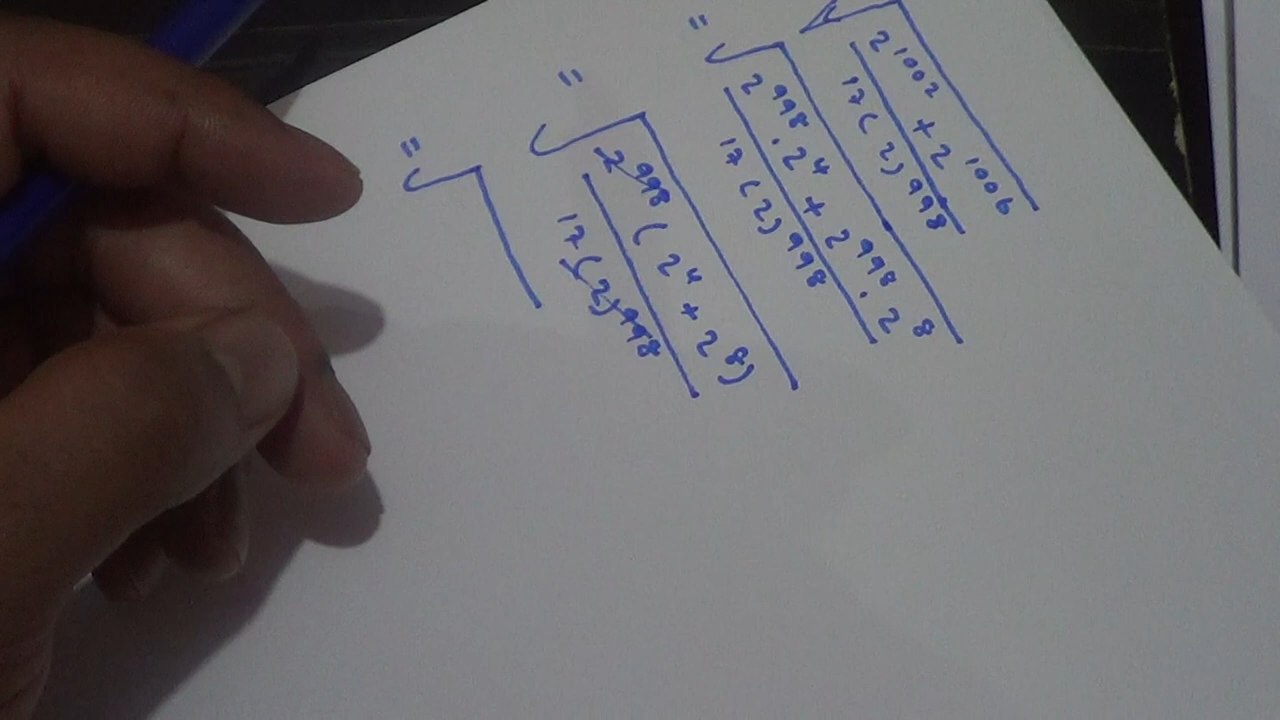 √ 2^1002 + 2^1006
17(2)^998
= √ 2^998 . 2^4 + 2^998 . 2^8
17(2)^998
= √ 2^998 (2^4 + 2^8)
17(2)^998
= √